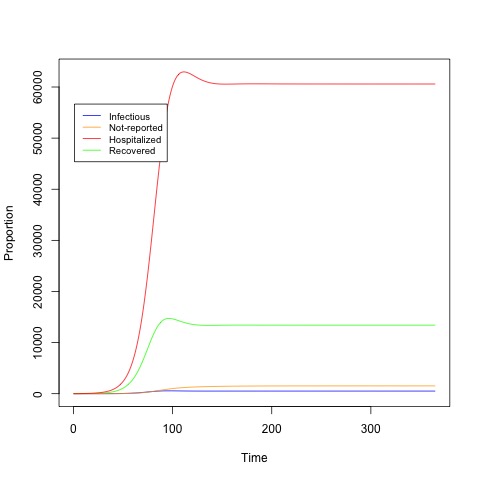 60000
50000
40000
30000
20000
10000
0
Proportion
Infectious
Not-reported
Hospitalized
Recovered
0 100 200 300
Time